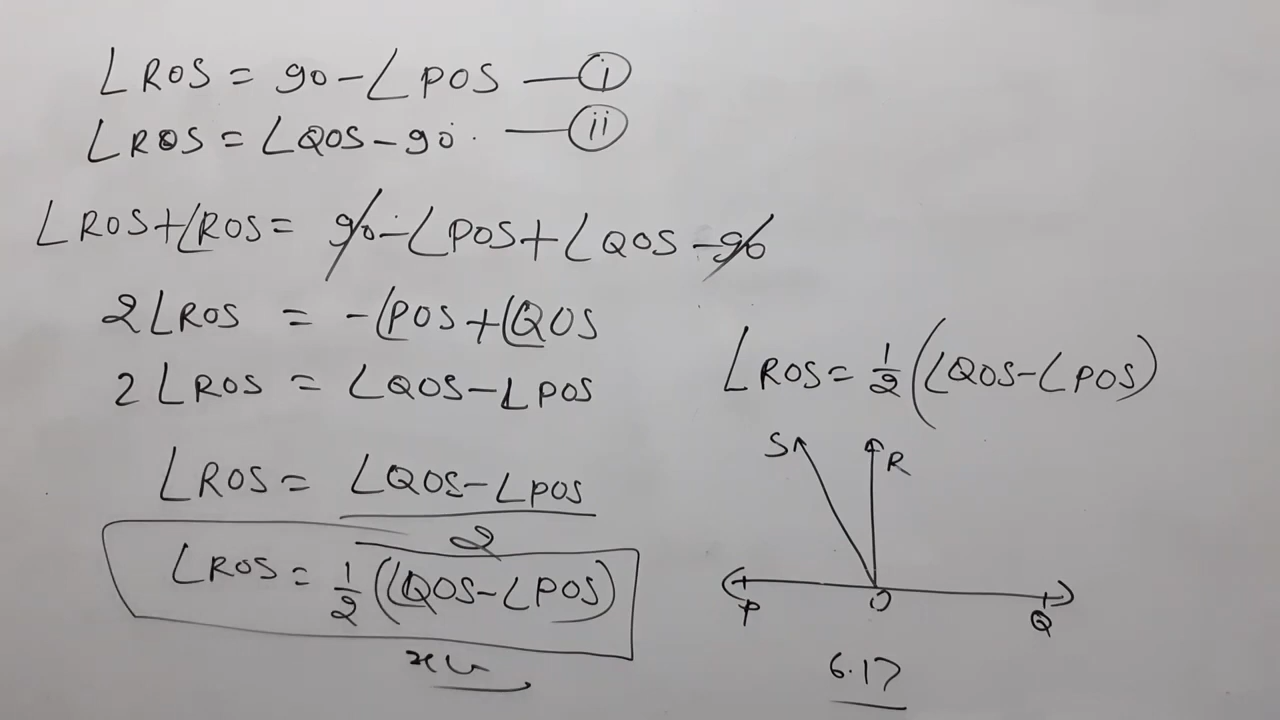 ∠ROS = 90 - ∠POS — (i)
∠ROS = ∠QOS - 90° — (ii)
∠ROS + ∠ROS = 90 - ∠POS + ∠QOS - 90
2∠ROS = -∠POS + ∠QOS
2∠ROS = ∠QOS - ∠POS
∠ROS = (∠QOS - ∠POS)/2
∠ROS = 1/2 (∠QOS - ∠POS)
∠ROS = 1/2 (∠QOS - ∠POS)
S R
P O Q
6.17